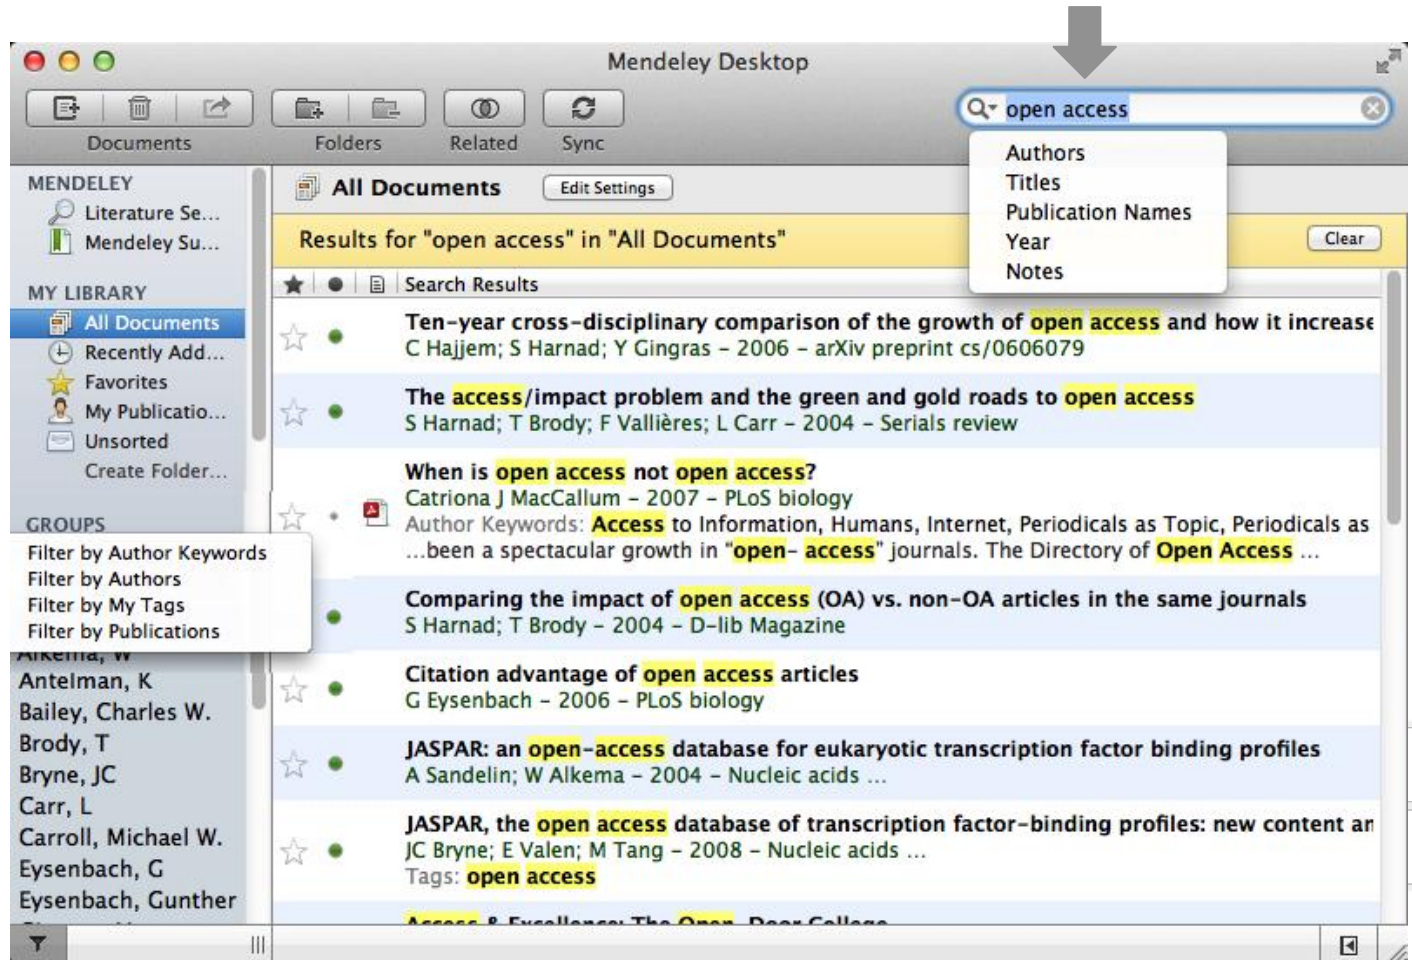 Mendeley Desktop
open access
Documents
Folders
Related
Sync
Authors
Titles
Publication Names
Year
Notes
MENDELEY
Literature Se...
Mendeley Su...
MY LIBRARY
All Documents
Recently Add...
Favorites
My Publicatio...
Unsorted
Create Folder...
GROUPS
Filter by Author Keywords
Filter by Authors
Filter by My Tags
Filter by Publications
Alkema, W
Antelman, K
Bailey, Charles W.
Brody, T
Bryne, JC
Carr, L
Carroll, Michael W.
Eysenbach, G
Eysenbach, Gunther
All Documents
Edit Settings
Results for "open access" in "All Documents"
Clear
Search Results
Ten-year cross-disciplinary comparison of the growth of open access and how it increase
C Hajjem; S Harnad; Y Gingras – 2006 – arXiv preprint cs/0606079
The access/impact problem and the green and gold roads to open access
S Harnad; T Brody; F Vallières; L Carr – 2004 – Serials review
When is open access not open access?
Catriona J MacCallum – 2007 – PLoS biology
Author Keywords: Access to Information, Humans, Internet, Periodicals as Topic, Periodicals as
...been a spectacular growth in "open- access" journals. The Directory of Open Access ...
Comparing the impact of open access (OA) vs. non-OA articles in the same journals
S Harnad; T Brody – 2004 – D-lib Magazine
Citation advantage of open access articles
G Eysenbach – 2006 – PLoS biology
JASPAR: an open-access database for eukaryotic transcription factor binding profiles
A Sandelin; W Alkema – 2004 – Nucleic acids ...
JASPAR, the open access database of transcription factor-binding profiles: new content an
JC Bryne; E Valen; M Tang – 2008 – Nucleic acids ...
Tags: open access
Access & Excellence: The Open-Door College